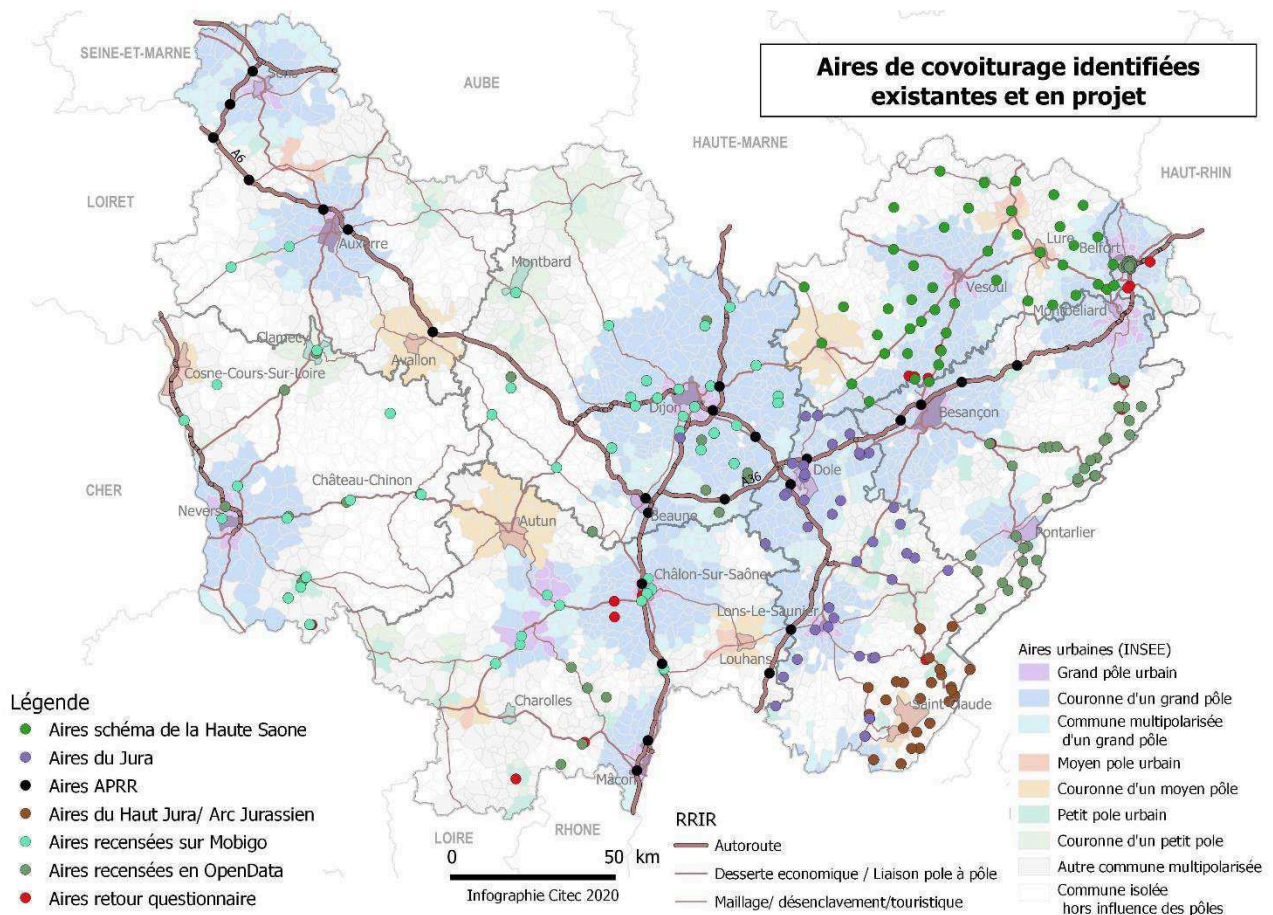 Aires de covoiturage identifiées
existantes et en projet
SEINE-ET-MARNE
AUBE
HAUTE-MARNE
HAUT-RHIN
LOIRET
A6
Auxerre
Montbard
Lure
Belfort
Vesoul
Montbéliard
Clamecy
Avallon
Cosne-Cours-Sur-Loire
Dijon
Besançon
CHER
Château-Chinon
Nevers
Autun
A36
Dole
Beaune
Pontarlier
Châlon-Sur-Saône
Lons-Le-Saunier
Louhans
Charolles
Saint-Claude
Mâcon
LOIRE
RHONE
Légende
Aires schéma de la Haute Saone
Aires du Jura
Aires APRR
Aires du Haut Jura/ Arc Jurassien
Aires recensées sur Mobigo
Aires recensées en OpenData
Aires retour questionnaire
0 50 km
Infographie Citec 2020
RRIR
Autoroute
Desserte economique / Liaison pole à pôle
Maillage/ désenclavement/touristique
Aires urbaines (INSEE)
Grand pôle urbain
Couronne d'un grand pôle
Commune multipolarisée
d'un grand pôle
Moyen pole urbain
Couronne d'un moyen pôle
Petit pole urbain
Couronne d'un petit pole
Autre commune multipolarisée
Commune isolée
hors influence des pôles